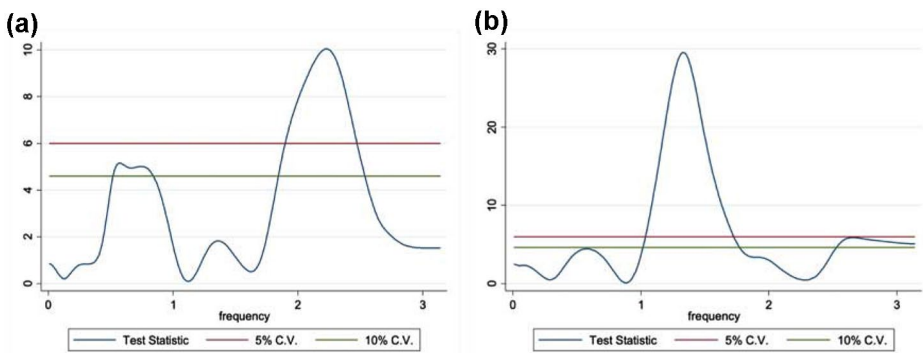 (a)
10
8
6
4
2
0
0 1 2 3
frequency
Test Statistic 5% C.V. 10% C.V.
(b)
30
20
10
0
0 1 2 3
frequency
Test Statistic 5% C.V. 10% C.V.